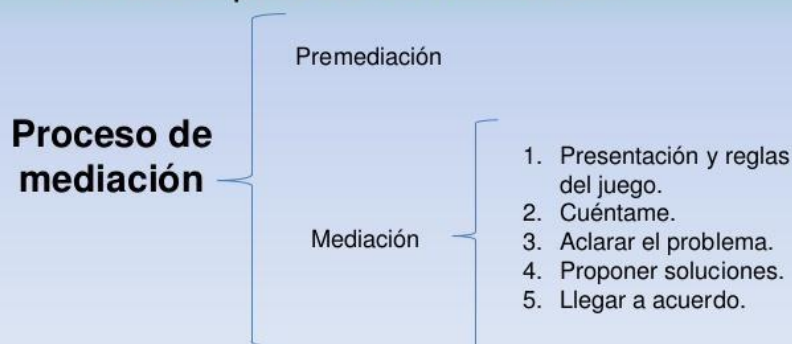 Proceso de
mediación
Premediación
Mediación
1. Presentación y reglas
del juego.
2. Cuéntame.
3. Aclarar el problema.
4. Proponer soluciones.
5. Llegar a acuerdo.